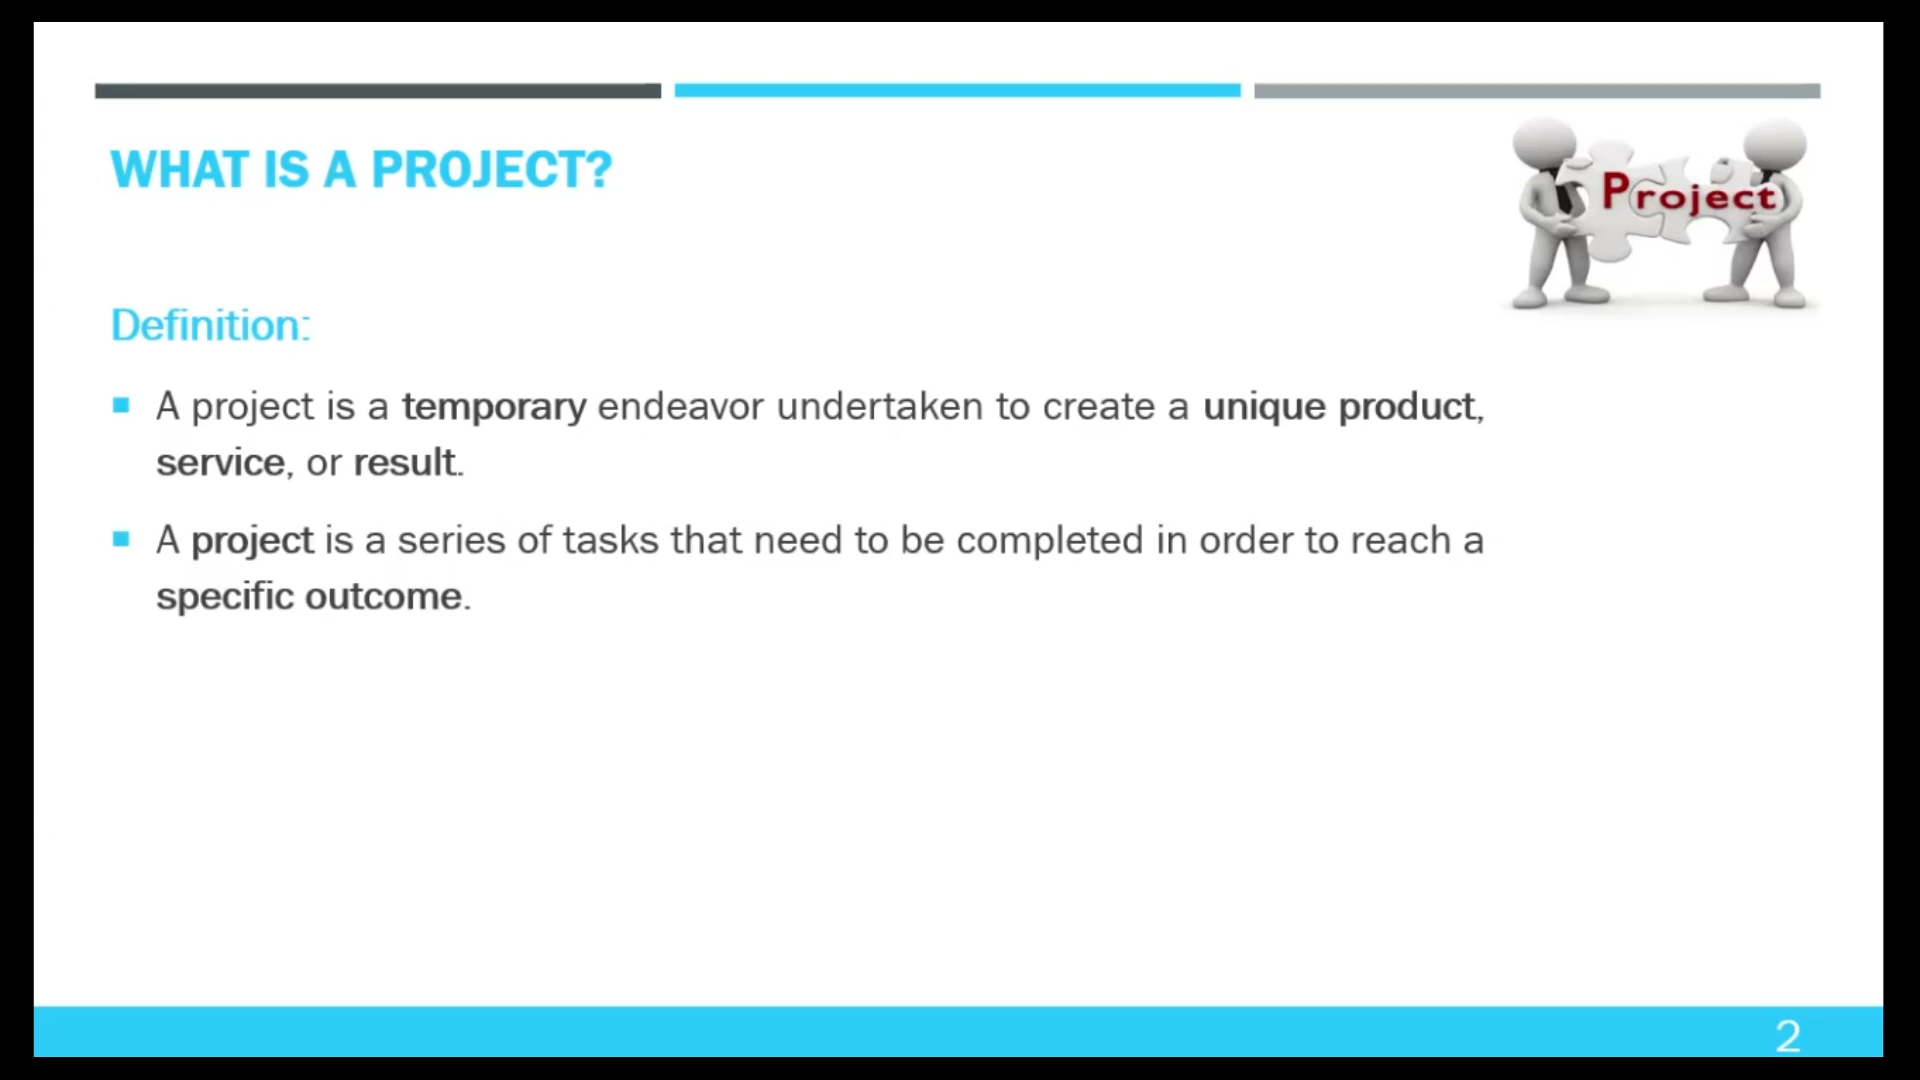 WHAT IS A PROJECT?
Project
Definition:
A project is a temporary endeavor undertaken to create a unique product,
service, or result.
A project is a series of tasks that need to be completed in order to reach a
specific outcome.
2